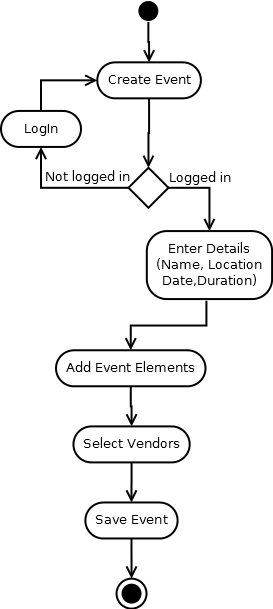 Create Event
LogIn
Not logged in
Logged in
Enter Details
(Name, Location
Date,Duration)
Add Event Elements
Select Vendors
Save Event